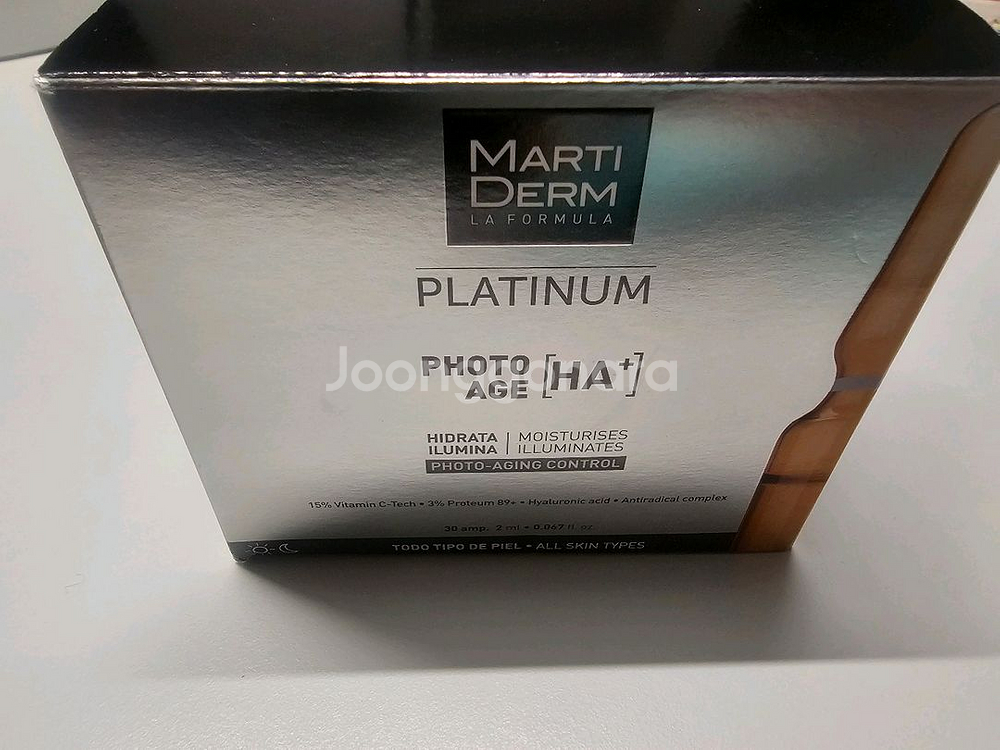 MARTI
DERM
LA FORMULA
PLATINUM
PHOTO
AGE [HA+]
Joonggonara
HIDRATA | MOISTURISES
ILUMINA | ILLUMINATES
PHOTO-AGING CONTROL
15% Vitamin C-Tech • 3% Proteum 89+ • Hyaluronic acid • Antiradical complex
30 amp. 2 ml • 0.067 fl. oz
TODO TIPO DE PIEL • ALL SKIN TYPES